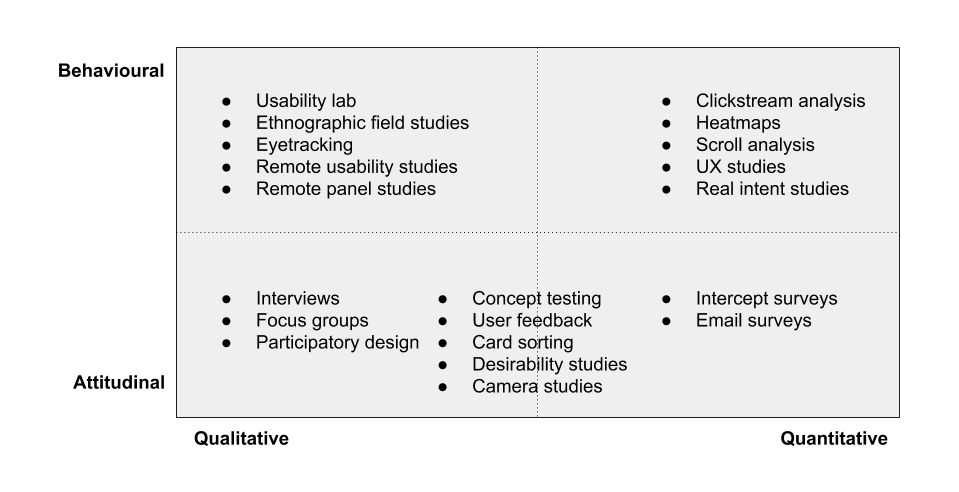 Behavioural
● Usability lab
● Ethnographic field studies
● Eyetracking
● Remote usability studies
● Remote panel studies
● Clickstream analysis
● Heatmaps
● Scroll analysis
● UX studies
● Real intent studies
Attitudinal
● Interviews
● Focus groups
● Participatory design
● Concept testing
● User feedback
● Card sorting
● Desirability studies
● Camera studies
● Intercept surveys
● Email surveys
Qualitative
Quantitative